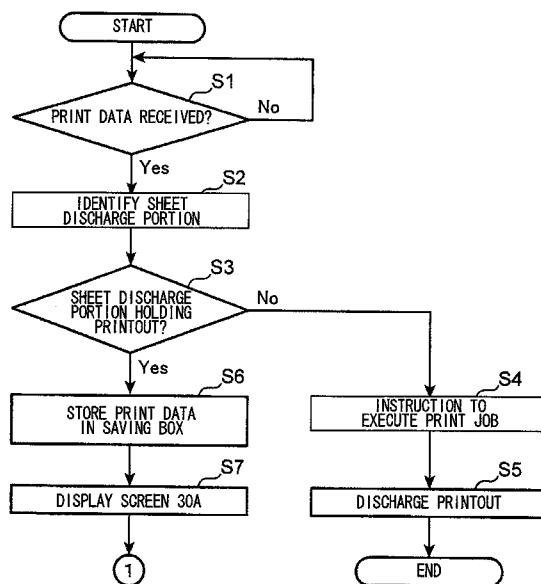 START
S1
PRINT DATA RECEIVED?
No
Yes
S2
IDENTIFY SHEET
DISCHARGE PORTION
S3
SHEET DISCHARGE
PORTION HOLDING
PRINTOUT?
No
Yes
S6
STORE PRINT DATA
IN SAVING BOX
S7
DISPLAY SCREEN 30A
1
S4
INSTRUCTION TO
EXECUTE PRINT JOB
S5
DISCHARGE PRINTOUT
END